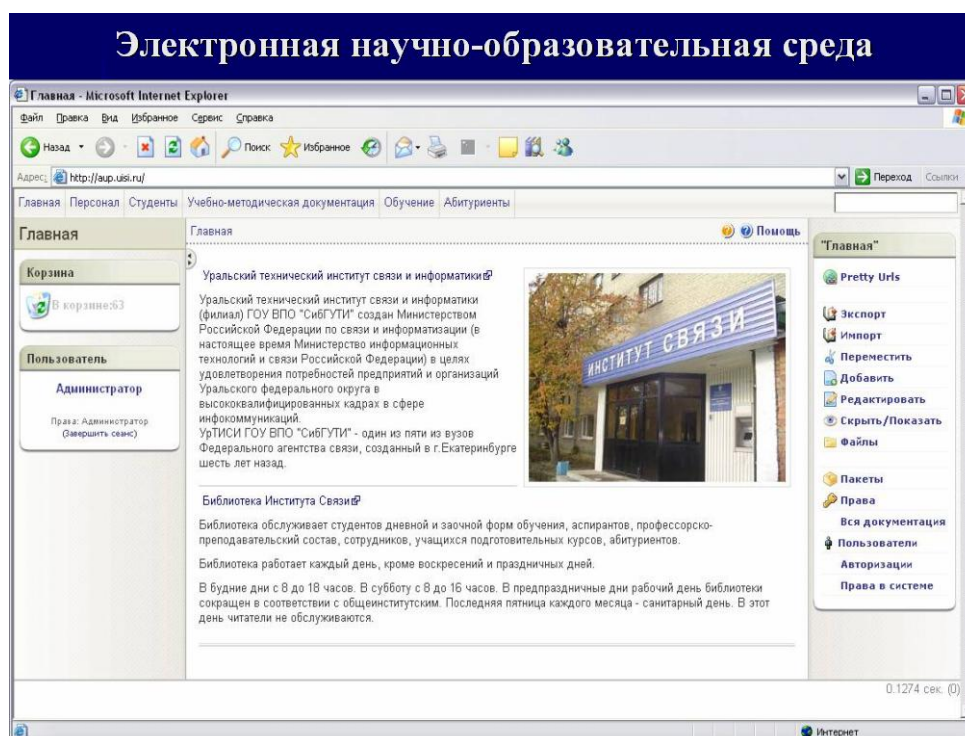 Электронная научно-образовательная среда
Главная - Microsoft Internet Explorer
Файл Правка Вид Избранное Сервис Справка
Назад Поиск Избранное
Адрес: http://aup.uisi.ru/ Переход Ссылки
Главная Персонал Студенты Учебно-методическая документация Обучение Абитуриенты
Главная
Корзина
В корзине:63
Пользователь
Администратор
Права: Администратор
(Завершить сеанс)
Главная Помощь
Уральский технический институт связи и информатики
Уральский технический институт связи и информатики
(филиал) ГОУ ВПО "СибГУТИ" создан Министерством
Российской Федерации по связи и информатизации (в
настоящее время Министерство информационных
технологий и связи Российской Федерации) в целях
удовлетворения потребностей предприятий и организаций
Уральского федерального округа в
высококвалифицированных кадрах в сфере
инфокоммуникаций.
УрТИСИ ГОУ ВПО "СибГУТИ" - один из пяти из вузов
Федерального агентства связи, созданный в г.Екатеринбурге
шесть лет назад.
ИНСТИТУТ СВЯЗИ
Библиотека Института Связи
Библиотека обслуживает студентов дневной и заочной форм обучения, аспирантов, профессорско-
преподавательский состав, сотрудников, учащихся подготовительных курсов, абитуриентов.
Библиотека работает каждый день, кроме воскресений и праздничных дней.
В будние дни с 8 до 18 часов. В субботу с 8 до 16 часов. В предпраздничные дни рабочий день библиотеки
сокращен в соответствии с общеинститутским. Последняя пятница каждого месяца - санитарный день. В этот
день читатели не обслуживаются.
"Главная"
Pretty Urls
Экспорт
Импорт
Переместить
Добавить
Редактировать
Скрыть/Показать
Файлы
Пакеты
Права
Вся документация
Пользователи
Авторизации
Права в системе
0.1274 сек. (0)
Интернет